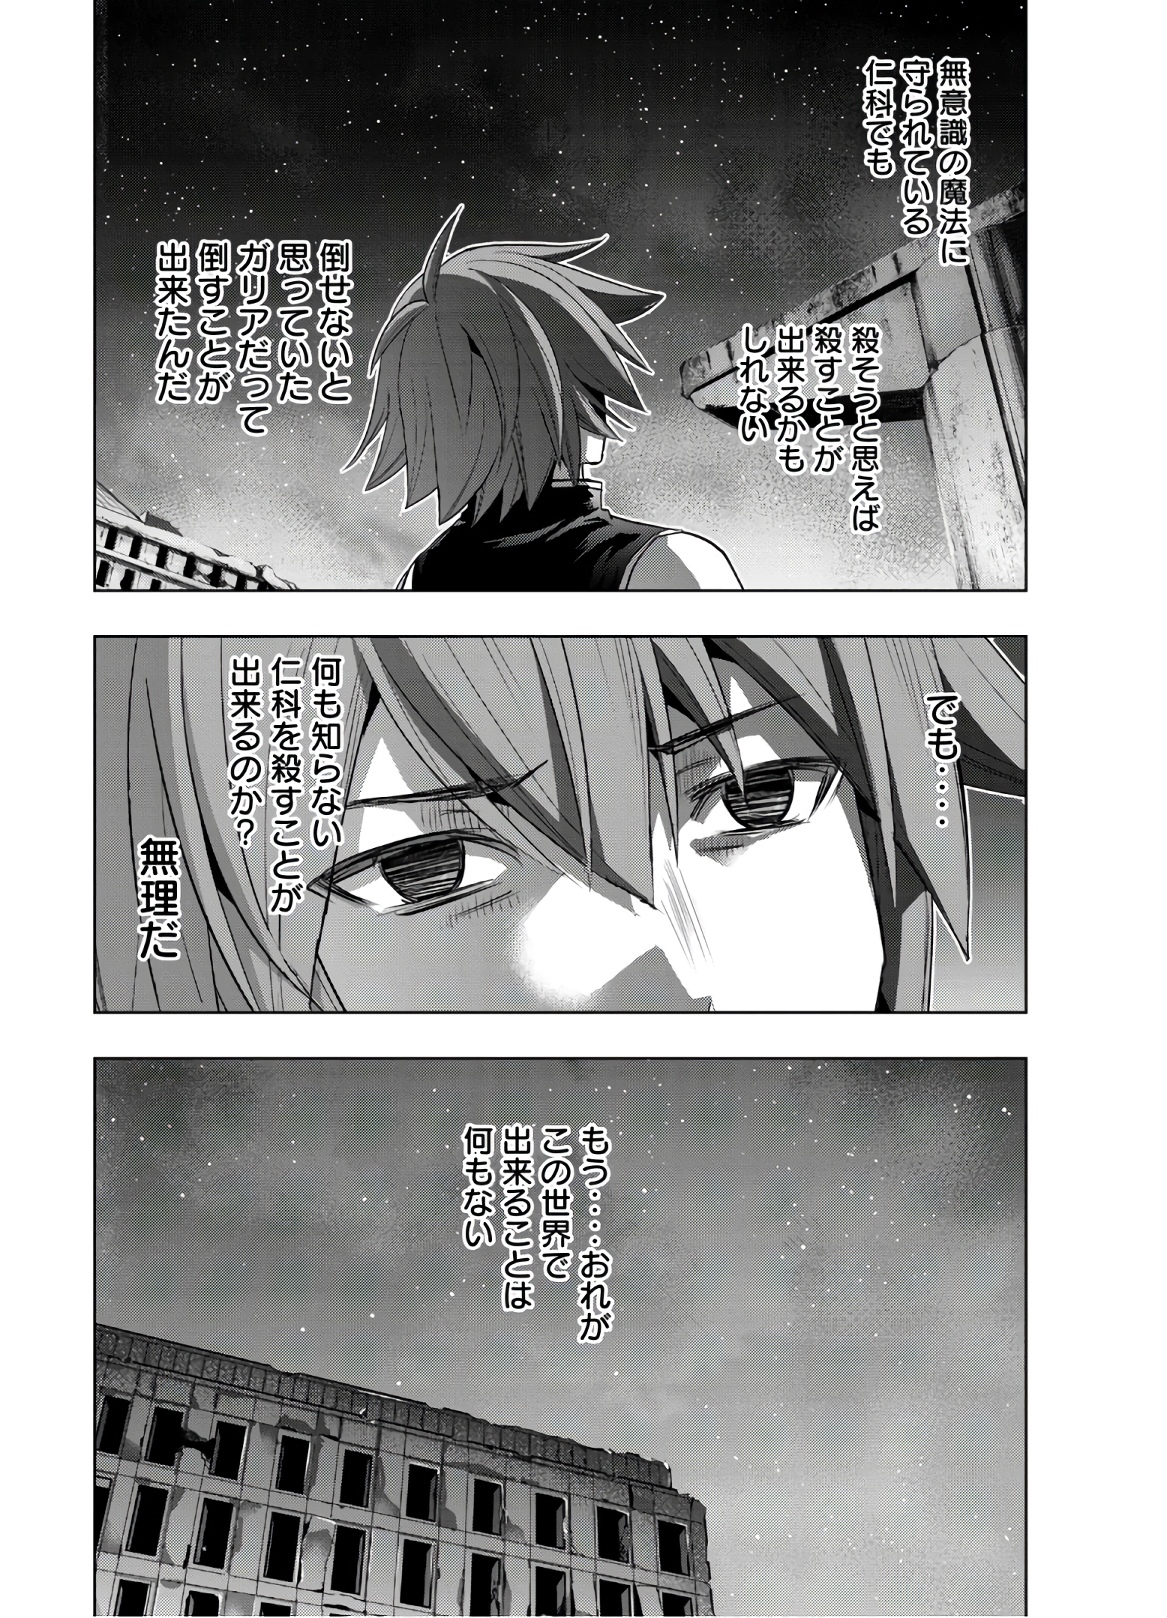 無意識の魔法に
守られている
仁科でも
殺そうと思えば
殺すことが
出来るかも
しれない
倒せないと
思っていた
ガリアだって
倒すことが
出来たんだ
でも‥‥
何も知らない
仁科を殺すことが
出来るのか?
無理だ
もう‥‥おれが
この世界で
出来ることは
何もない